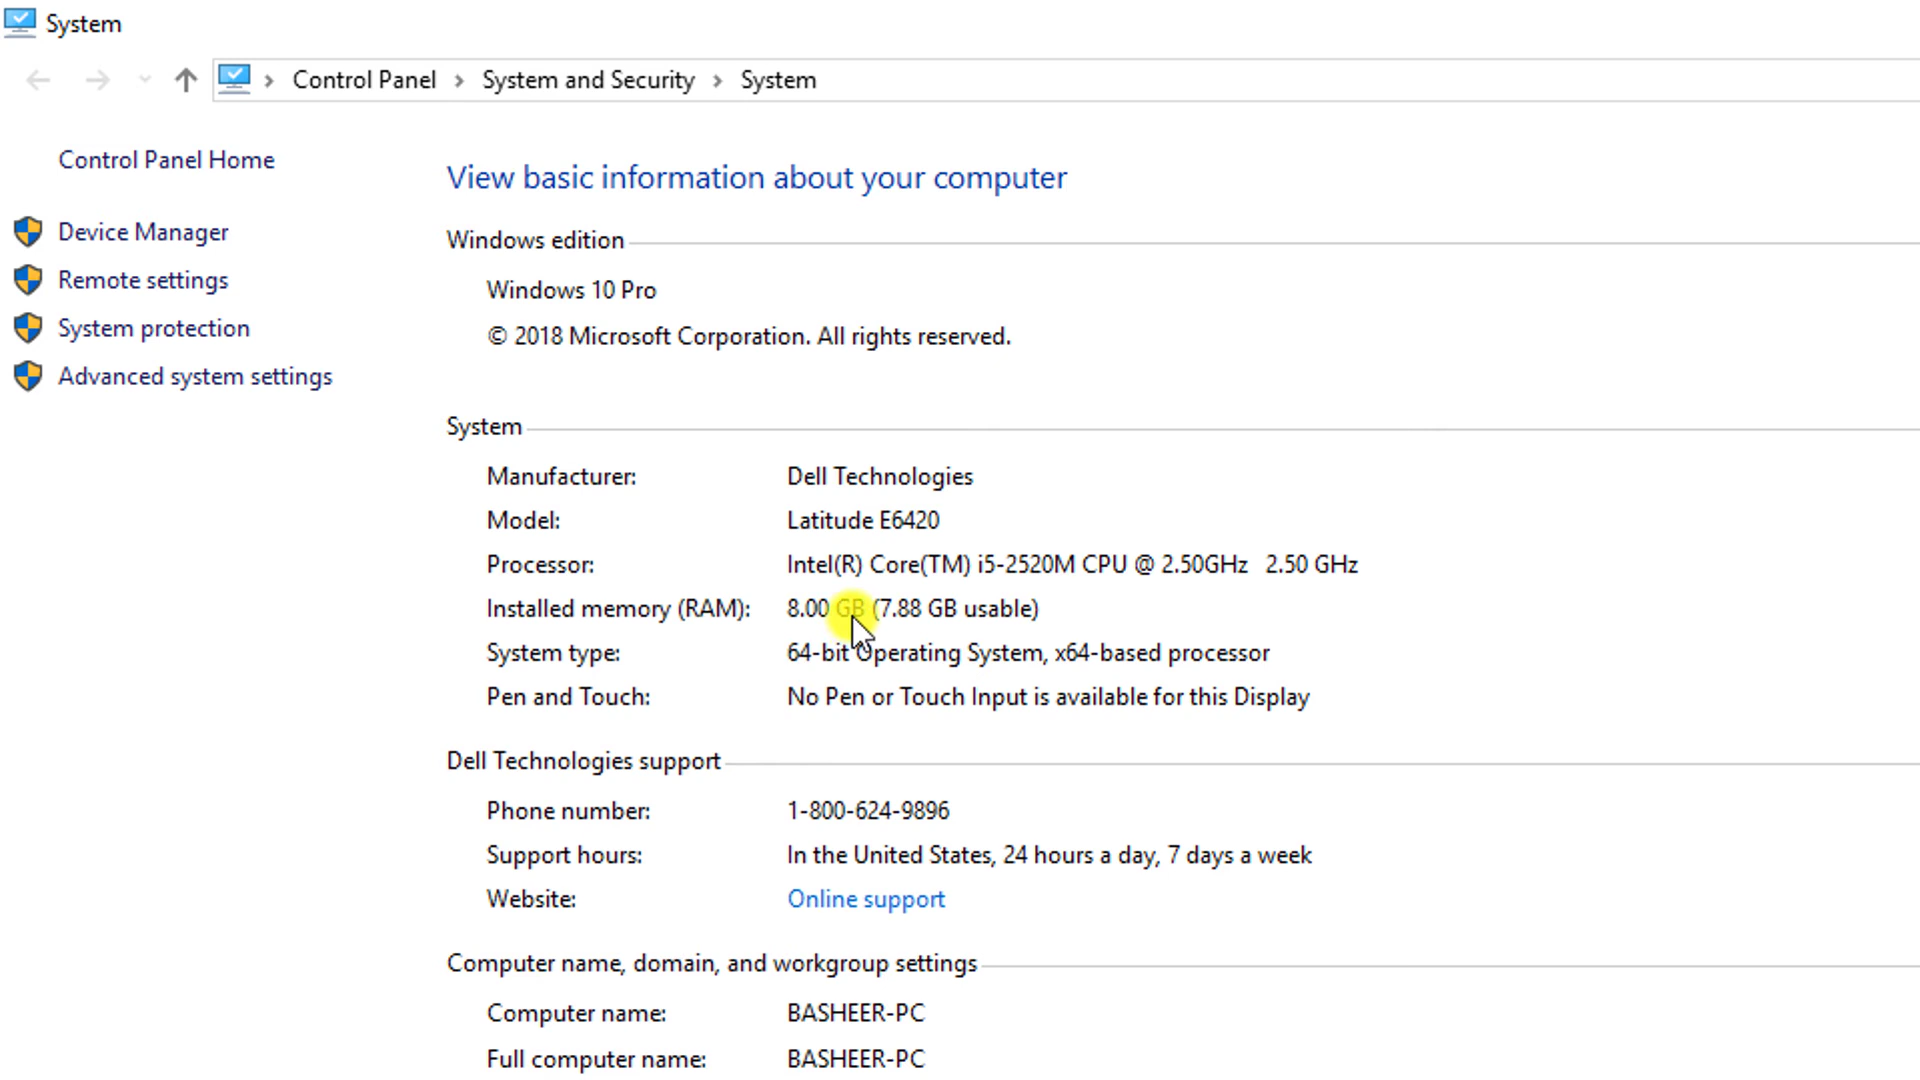 System
Control Panel > System and Security > System
Control Panel Home
Device Manager
Remote settings
System protection
Advanced system settings
View basic information about your computer
Windows edition
Windows 10 Pro
© 2018 Microsoft Corporation. All rights reserved.
System
Manufacturer: Dell Technologies
Model: Latitude E6420
Processor: Intel(R) Core(TM) i5-2520M CPU @ 2.50GHz 2.50 GHz
Installed memory (RAM): 8.00 GB (7.88 GB usable)
System type: 64-bit Operating System, x64-based processor
Pen and Touch: No Pen or Touch Input is available for this Display
Dell Technologies support
Phone number: 1-800-624-9896
Support hours: In the United States, 24 hours a day, 7 days a week
Website: Online support
Computer name, domain, and workgroup settings
Computer name: BASHEER-PC
Full computer name: BASHEER-PC